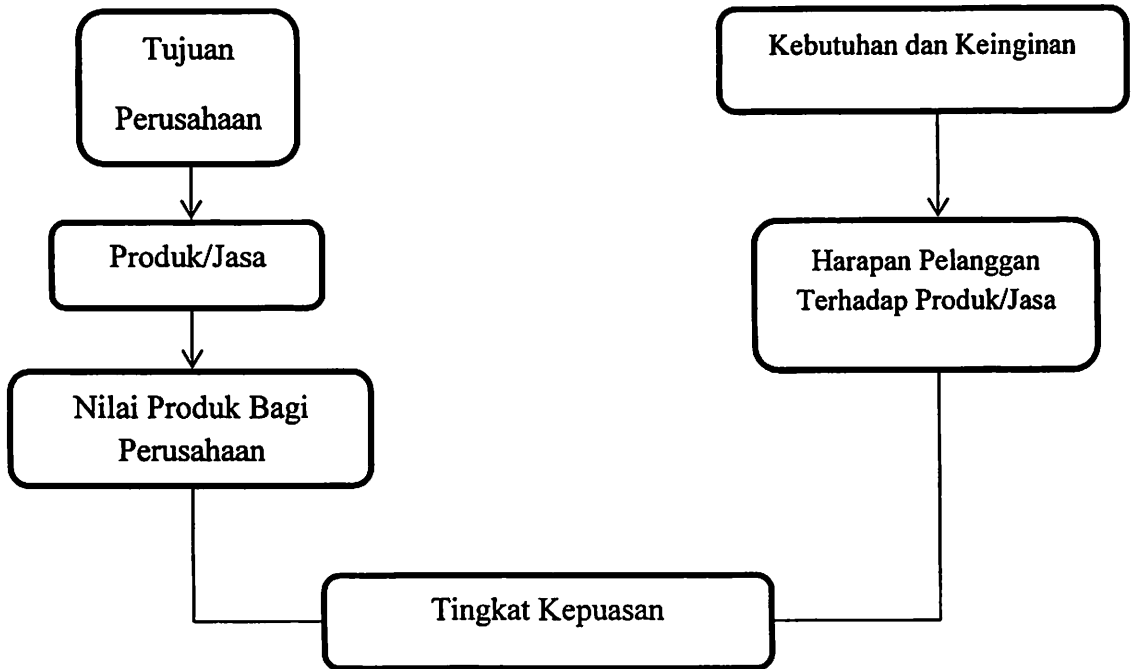 Tujuan
Perusahaan
Produk/Jasa
Nilai Produk Bagi
Perusahaan
Kebutuhan dan Keinginan
Harapan Pelanggan
Terhadap Produk/Jasa
Tingkat Kepuasan